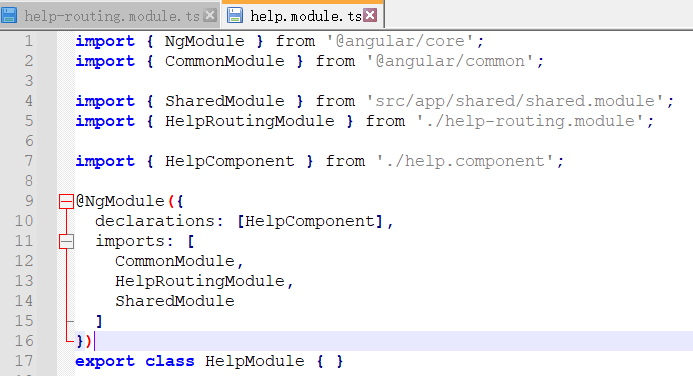 help-routing.module.ts help.module.ts
1 import { NgModule } from '@angular/core';
2 import { CommonModule } from '@angular/common';
3
4 import { SharedModule } from 'src/app/shared/shared.module';
5 import { HelpRoutingModule } from './help-routing.module';
6
7 import { HelpComponent } from './help.component';
8
9 @NgModule({
10   declarations: [HelpComponent],
11   imports: [
12     CommonModule,
13     HelpRoutingModule,
14     SharedModule
15   ]
16 })
17 export class HelpModule { }